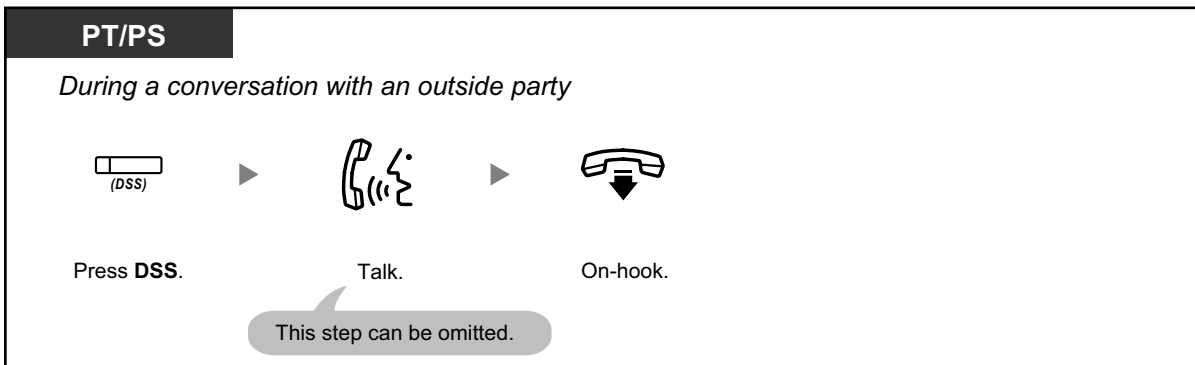 PT/PS
During a conversation with an outside party
(DSS)
Press DSS.
Talk.
On-hook.
This step can be omitted.